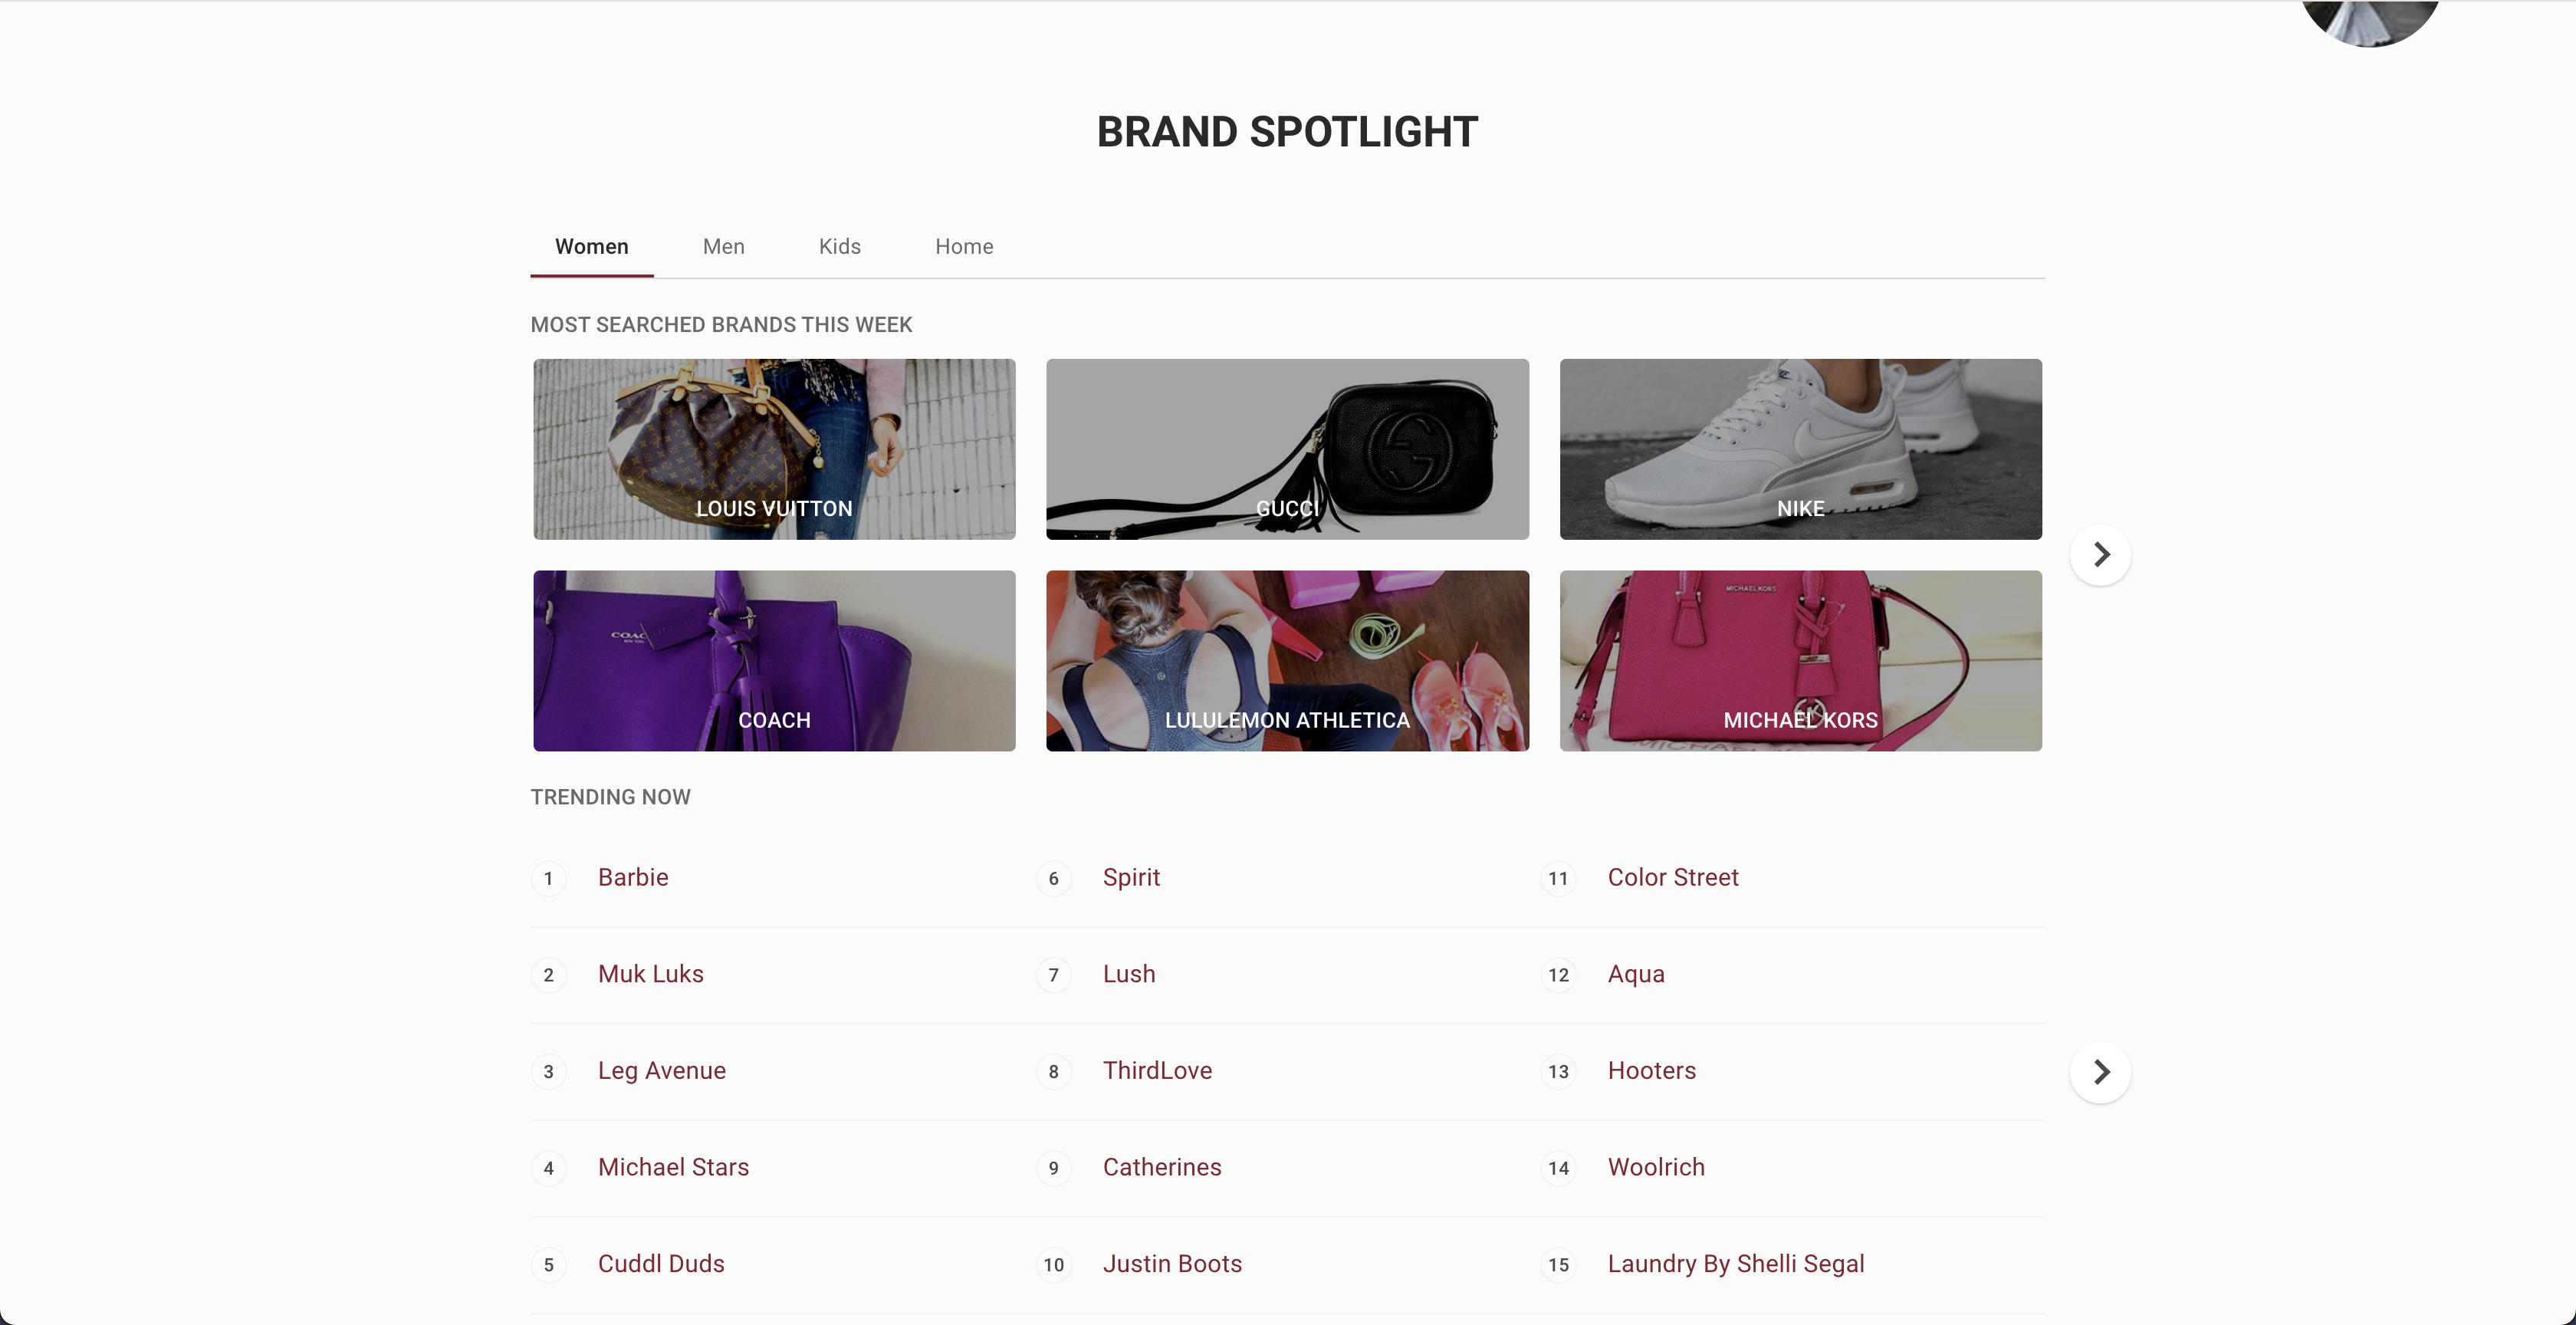 BRAND SPOTLIGHT
Women
Men
Kids
Home
MOST SEARCHED BRANDS THIS WEEK
LOUIS VUITTON
GUCCI
NIKE
COACH
MICHAEL KORS
LULULEMON ATHLETICA
MICHAEL KORS
TRENDING NOW
1 Barbie
2 Muk Luks
3 Leg Avenue
4 Michael Stars
5 Cuddl Duds
6 Spirit
7 Lush
8 ThirdLove
9 Catherines
10 Justin Boots
11 Color Street
12 Aqua
13 Hooters
14 Woolrich
15 Laundry By Shelli Segal